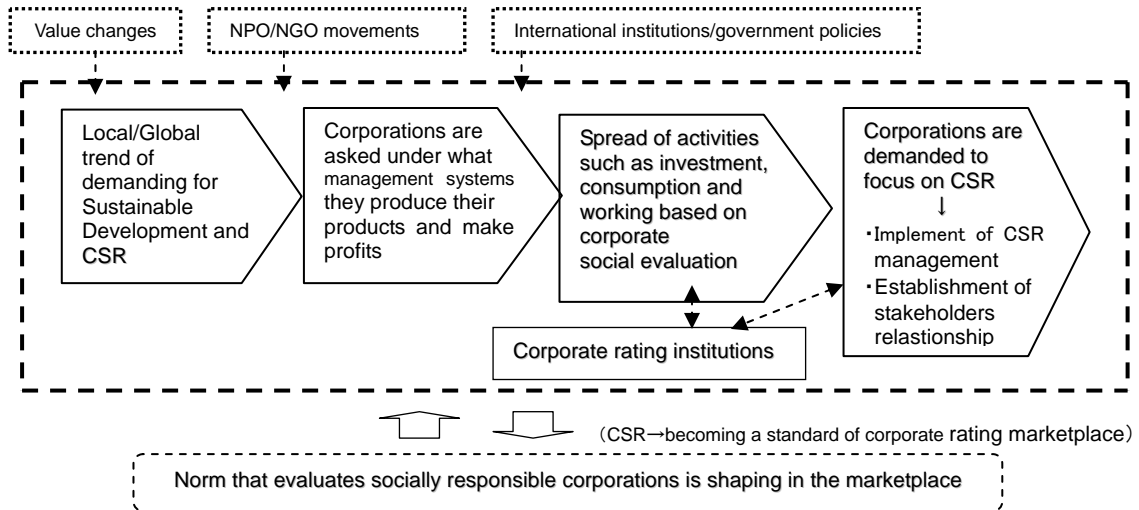 Value changes
NPO/NGO movements
International institutions/government policies
Local/Global
trend of
demanding for
Sustainable
Development and
CSR
Corporations are
asked under what
management systems
they produce their
products and make
profits
Spread of activities
such as investment,
consumption and
working based on
corporate
social evaluation
Corporations are
demanded to
focus on CSR
↓
・Implement of CSR
management
・Establishment of
stakeholders
relastionship
Corporate rating institutions
（CSR→becoming a standard of corporate rating marketplace）
Norm that evaluates socially responsible corporations is shaping in the marketplace